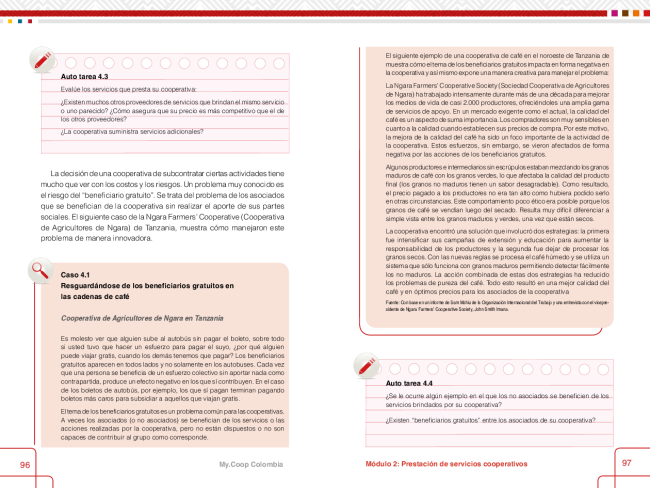 Auto tarea 4.3
Evalúe los servicios que presta su cooperativa:
¿Existen muchos otros proveedores de servicios que brindan el mismo servicio
o uno parecido? ¿Cómo asegura que su precio es más competitivo que el de
los otros proveedores?
¿La cooperativa suministra servicios adicionales?
La decisión de una cooperativa de subcontratar ciertas actividades tiene
mucho que ver con los costos y los riesgos. Un problema muy conocido es
el riesgo del “beneficiario gratuito”. Se trata del problema de los asociados
que se benefician de la cooperativa sin realizar el aporte de sus partes
sociales. El siguiente caso de la Ngara Farmers’ Cooperative (Cooperativa
de Agricultores de Ngara) de Tanzania, muestra cómo manejaron este
problema de manera innovadora.
Caso 4.1
Resguardándose de los beneficiarios gratuitos en
las cadenas de café
Cooperativa de Agricultores de Ngara en Tanzania
Es molesto ver que alguien sube al autobús sin pagar el boleto, sobre todo
si usted tuvo que hacer un esfuerzo para pagar el suyo, ¿por qué alguien
puede viajar gratis, cuando los demás tenemos que pagar? Los beneficiarios
gratuitos aparecen en todos lados y no solamente en los autobuses. Cada vez
que una persona se beneficia de un esfuerzo colectivo sin aportar nada como
contrapartida, produce un efecto negativo en los que sí contribuyen. En el caso
de los boletos de autobús, por ejemplo, los que sí pagan terminan pagando
boletos más caros para subsidiar a aquellos que viajan gratis.
El tema de los beneficiarios gratuitos es un problema común para las cooperativas.
A veces los asociados (o no asociados) se benefician de los servicios o las
acciones realizadas por la cooperativa, pero no están dispuestos o no son
capaces de contribuir al grupo como corresponde.
96
My.Coop Colombia
El siguiente ejemplo de una cooperativa de café en el noroeste de Tanzania de
muestra cómo el tema de los beneficiarios gratuitos impacta en forma negativa en
la cooperativa y así mismo expone una manera creativa para manejar el problema:
La Ngara Farmers’ Cooperative Society (Sociedad Cooperativa de Agricultores
de Ngara) ha trabajado intensamente durante más de una década para mejorar
los medios de vida de casi 2.000 productores, ofreciéndoles una amplia gama
de servicios de apoyo. En un mercado exigente como el actual, la calidad del
café es un aspecto de suma importancia. Los compradores son muy sensibles en
cuanto a la calidad cuando establecen sus precios de compra. Por este motivo,
la mejora de la calidad del café ha sido un foco importante de la actividad de
la cooperativa. Estos esfuerzos, sin embargo, se vieron afectados de forma
negativa por las acciones de los beneficiarios gratuitos.
Algunos productores e intermediarios sin escrúpulos estaban mezclando los granos
maduros de café con los granos verdes, lo que afectaba la calidad del producto
final (los granos no maduros tienen un sabor desagradable). Como resultado,
el precio pagado a los productores no era tan alto como hubiera podido serlo
en otras circunstancias. Este comportamiento poco ético era posible porque los
granos de café se vendían luego del secado. Resulta muy difícil diferenciar a
simple vista entre los granos maduros y verdes, una vez que están secos.
La cooperativa encontró una solución que involucró dos estrategias: la primera
fue intensificar sus campañas de extensión y educación para aumentar la
responsabilidad de los productores y la segunda fue dejar de procesar los
granos secos. Con las nuevas reglas se procesa el café húmedo y se utiliza un
sistema que sólo funciona con granos maduros permitiendo detectar fácilmente
los no maduros. La acción combinada de estas dos estrategias ha reducido
los problemas de pureza del café. Todo esto resultó en una mejor calidad del
café y en óptimos precios para los asociados de la cooperativa
Fuente: Con base en un informe de Sam Mshiu de la Organización Internacional del Trabajo y una entrevista con el vicepre-
sidente de Ngara Farmers’ Cooperative Society, John Smith Imana.
Auto tarea 4.4
¿Se le ocurre algún ejemplo en el que los no asociados se beneficien de los
servicios brindados por su cooperativa?
¿Existen “beneficiarios gratuitos” entre los asociados de su cooperativa?
Módulo 2: Prestación de servicios cooperativos
97